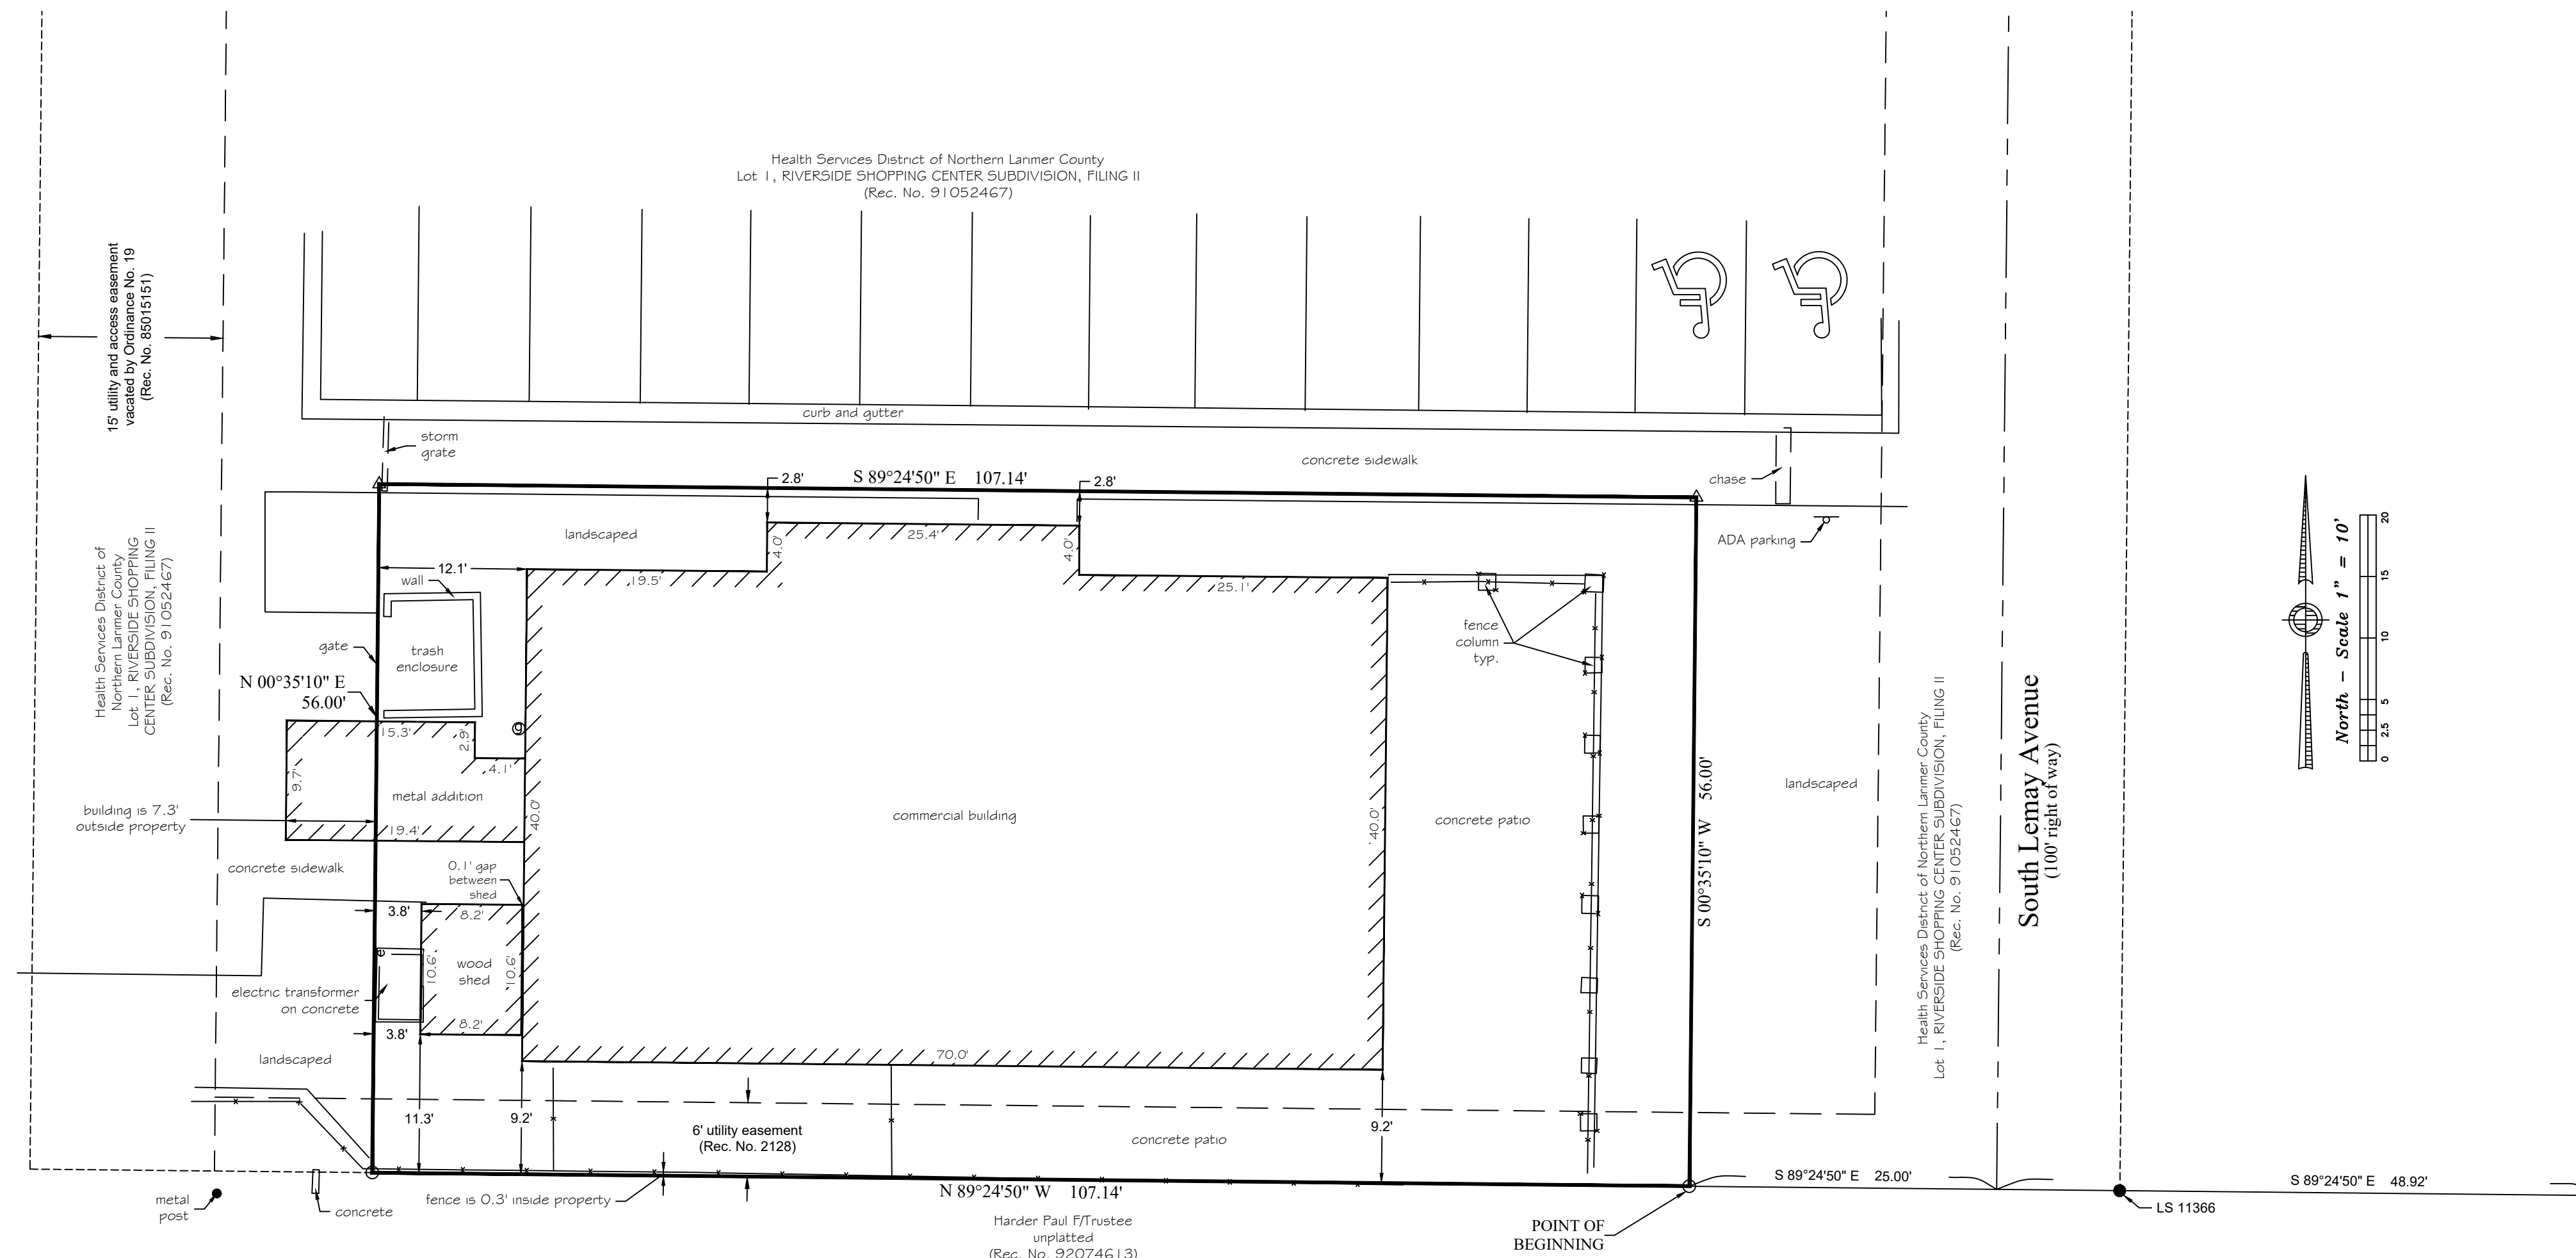 Health Services District of Northern Larimer County
Lot 1, RIVERSIDE SHOPPING CENTER SUBDIVISION, FILING II
(Rec. No. 91052467)
15' utility and access easement
vacated by Ordinance No. 19
(Rec. No. 85015151)
curb and gutter
storm
grate
concrete sidewalk
chase
S 89°24'50" E 107.14'
2.8'
2.8'
ADA parking
landscaped
25.4'
4.0'
4.0'
12.1'
19.5'
25.1'
wall
trash
enclosure
gate
N 00°35'10" E
56.00'
Health Services District of
Northern Larimer County
Lot 1, RIVERSIDE SHOPPING
CENTER SUBDIVISION, FILING II
(Rec. No. 91052467)
fence
column
typ.
15.3'
2.9'
g
4.1'
9.7'
metal addition
building is 7.3'
outside property
19.4'
40.0'
commercial building
40.0'
concrete patio
S 00°35'10" W 56.00'
landscaped
Health Services District of Northern Larimer County
Lot 1, RIVERSIDE SHOPPING CENTER SUBDIVISION, FILING II
(Rec. No. 91052467)
South Lemay Avenue
(100' right of way)
North - Scale 1" = 10'
0
2.5
5
10
15
20
concrete sidewalk
0.1' gap
between
shed
3.8'
8.2'
e
10.6'
wood
shed
10.6'
electric transformer
on concrete
3.8'
8.2'
landscaped
70.0'
11.3'
9.2'
6' utility easement
(Rec. No. 2128)
concrete patio
9.2'
metal
post
concrete
fence is 0.3' inside property
N 89°24'50" W 107.14'
Harder Paul F/Trustee
unplatted
(Rec. No. 92074613)
POINT OF
BEGINNING
S 89°24'50" E 25.00'
LS 11366
S 89°24'50" E 48.92'